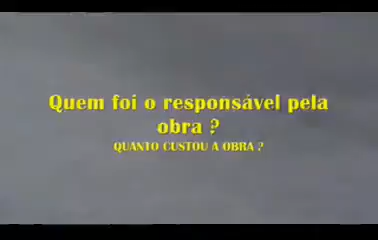 Quem foi o responsável pela
obra ?
QUANTO CUSTOU A OBRA ?